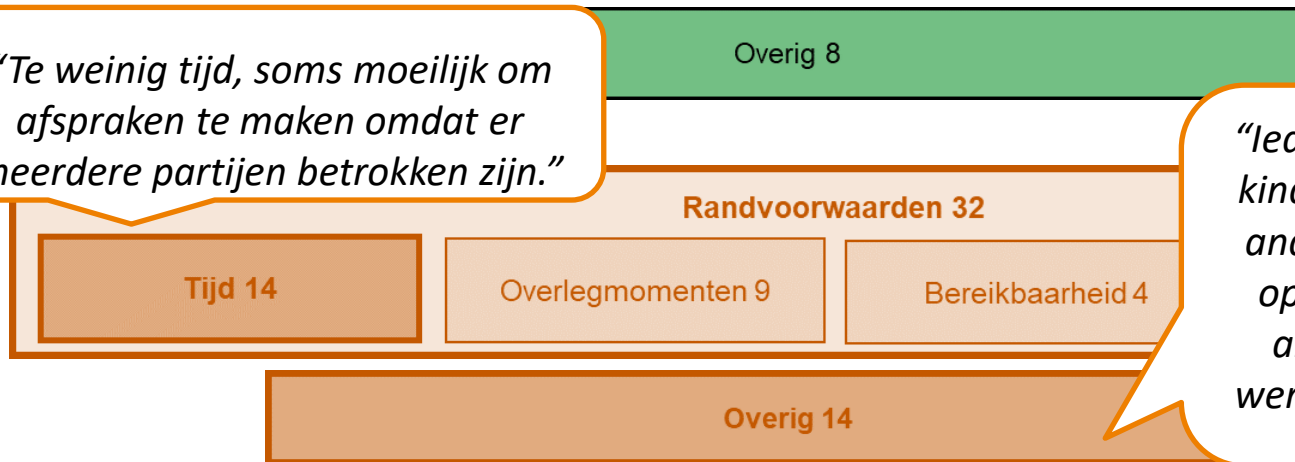 Overig 8
“Te weinig tijd, soms moeilijk om
afspraken te maken omdat er
meerdere partijen betrokken zijn.”
Randvoorwaarden 32
Tijd 14
Overlegmomenten 9
Bereikbaarheid 4
Overig 14